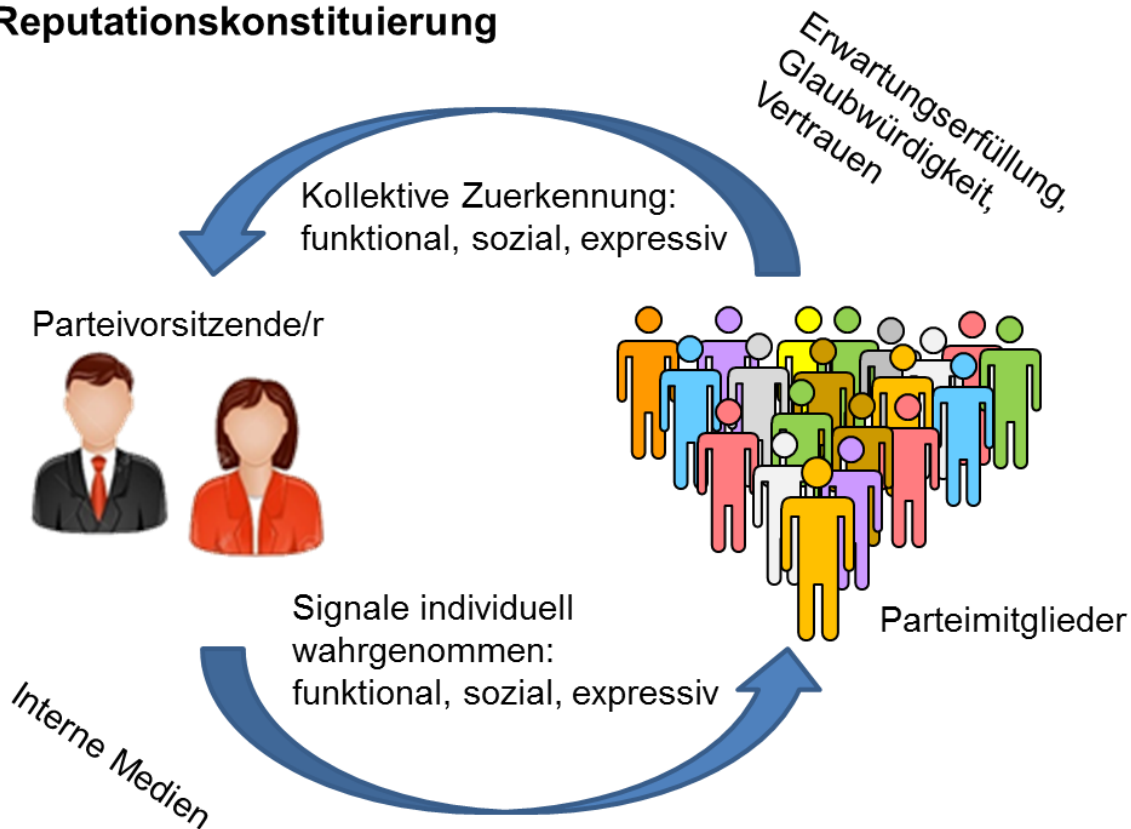 Reputationskonstituierung
Erwartungserfüllung,
Glaubwürdigkeit,
Vertrauen
Kollektive Zuerkennung:
funktional, sozial, expressiv
Parteivorsitzende/r
Signale individuell
wahrgenommen:
funktional, sozial, expressiv
Parteimitglieder
Interne Medien